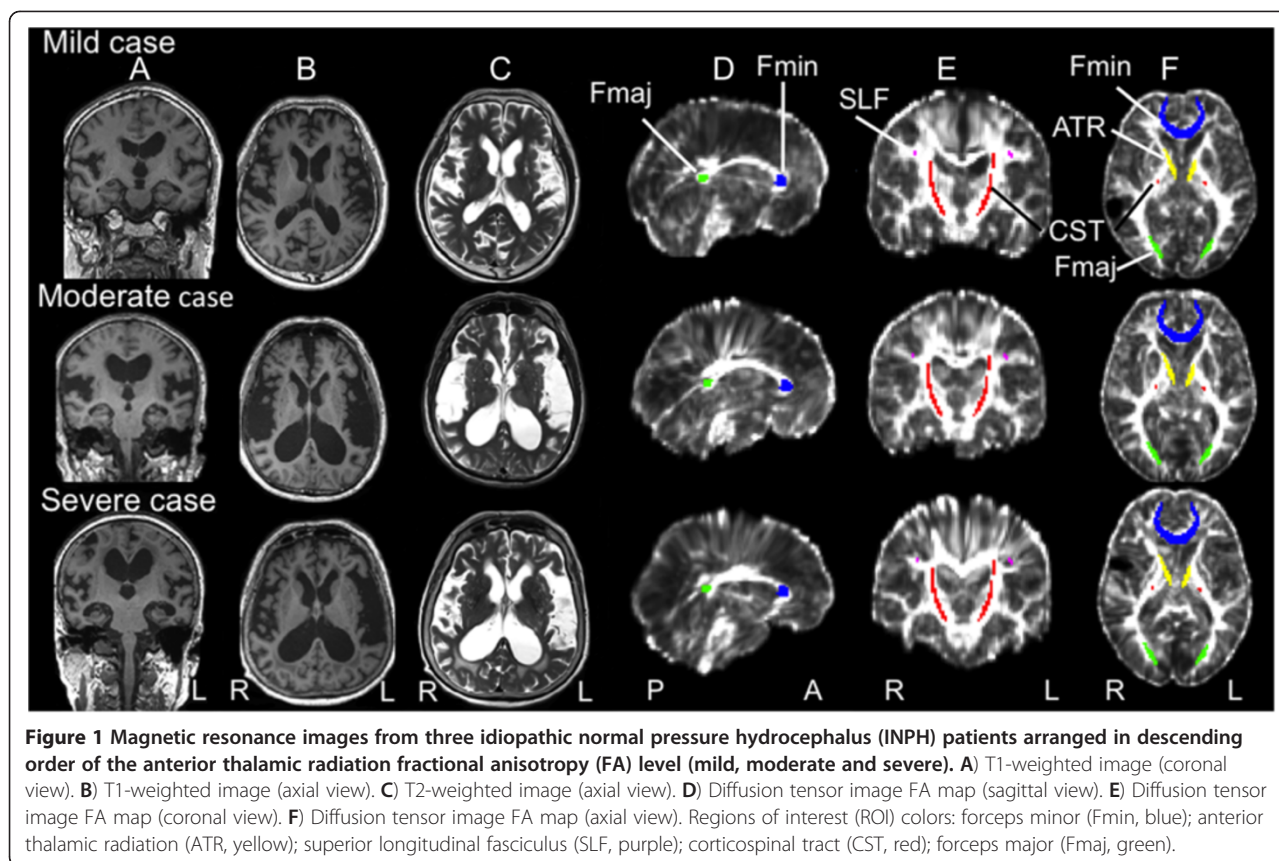 Mild case
A B C D E F
Fmaj Fmin SLF Fmin
ATR
CST
Fmaj
Moderate case
Severe case
L R L R L P A R L R L
Figure 1 Magnetic resonance images from three idiopathic normal pressure hydrocephalus (INPH) patients arranged in descending
order of the anterior thalamic radiation fractional anisotropy (FA) level (mild, moderate and severe). A) T1-weighted image (coronal
view). B) T1-weighted image (axial view). C) T2-weighted image (axial view). D) Diffusion tensor image FA map (sagittal view). E) Diffusion tensor
image FA map (coronal view). F) Diffusion tensor image FA map (axial view). Regions of interest (ROI) colors: forceps minor (Fmin, blue); anterior
thalamic radiation (ATR, yellow); superior longitudinal fasciculus (SLF, purple); corticospinal tract (CST, red); forceps major (Fmaj, green).